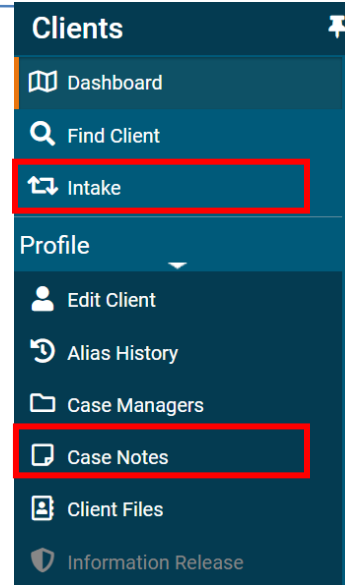 Clients
Dashboard
Find Client
Intake
Profile
Edit Client
Alias History
Case Managers
Case Notes
Client Files
Information Release